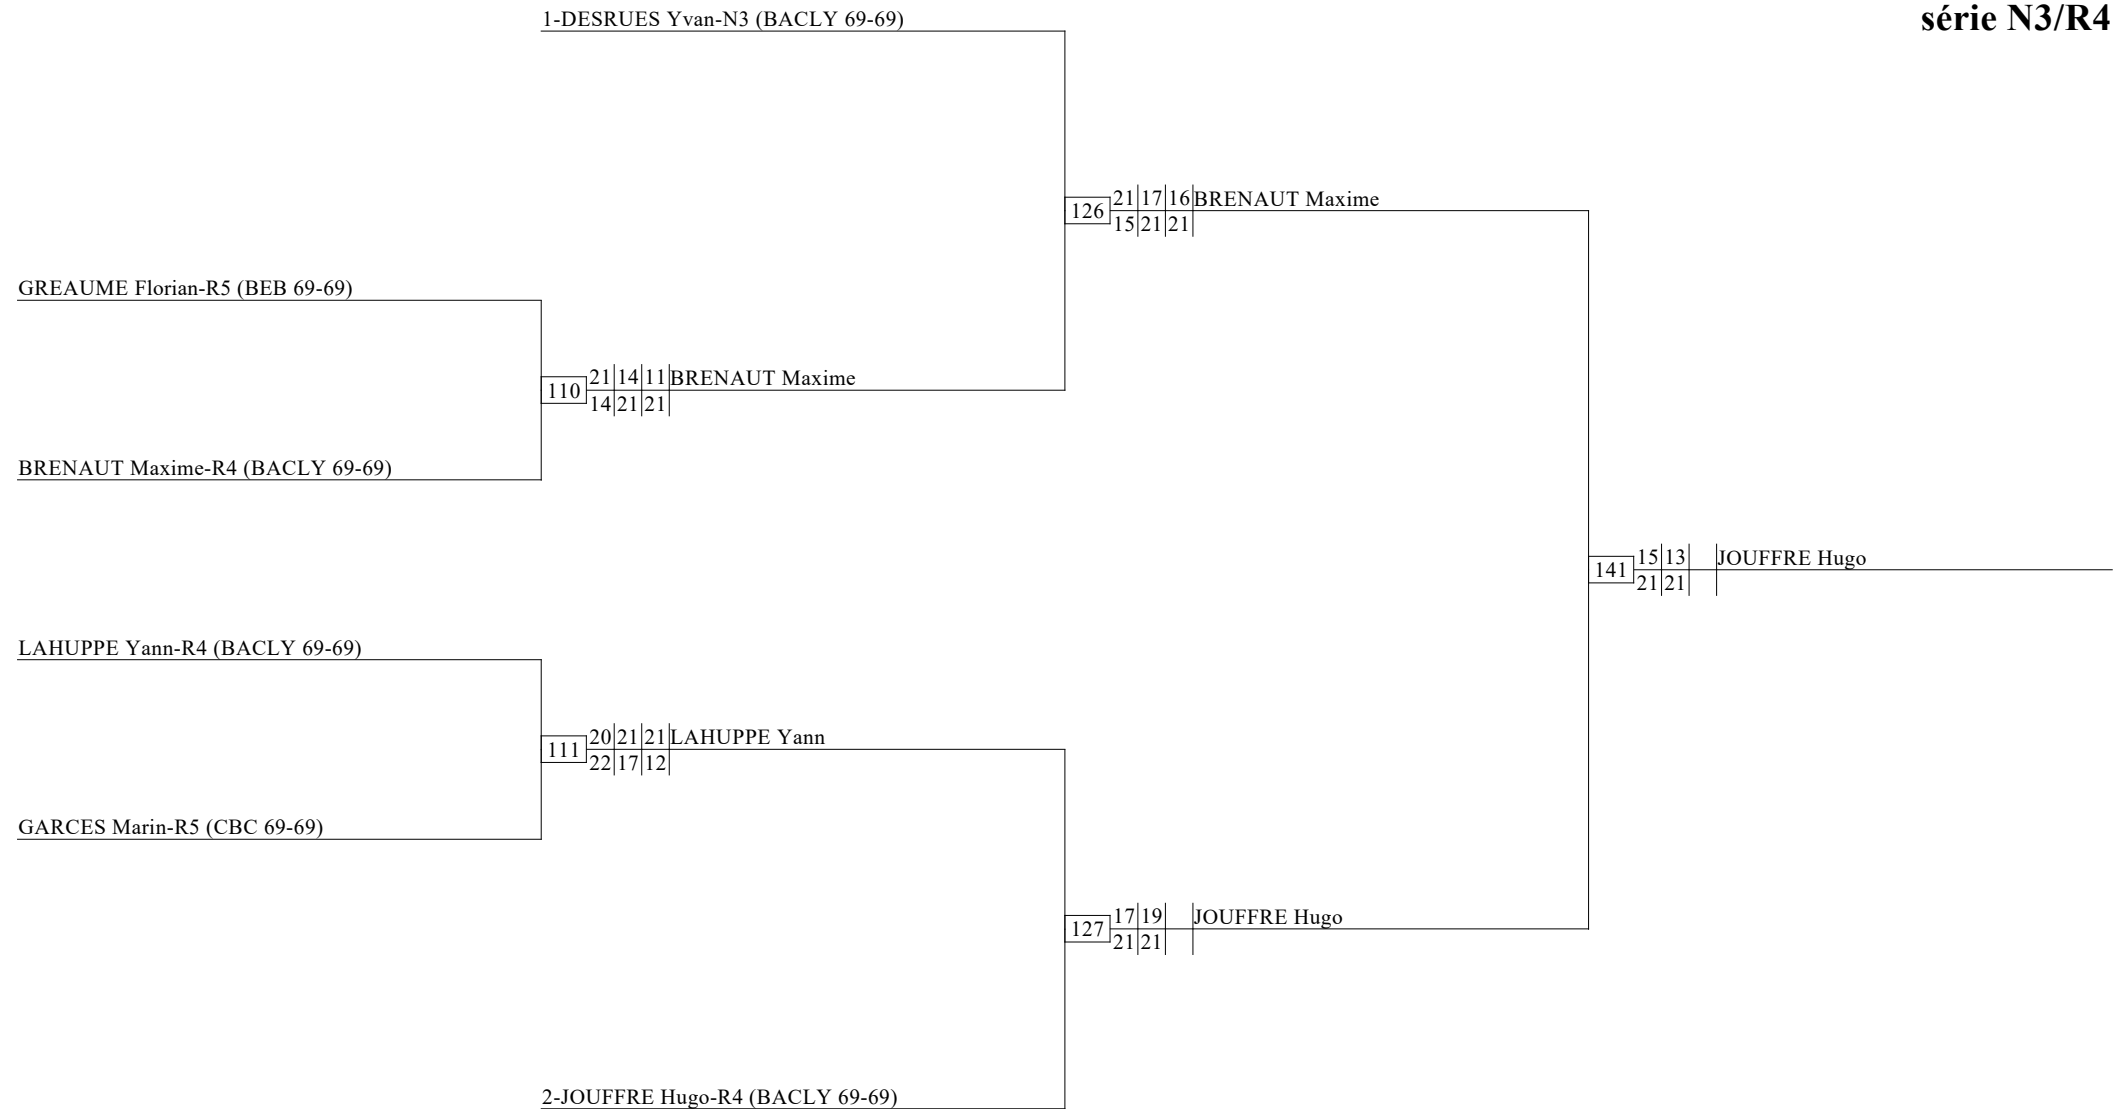 série N3/R4
1-DESRUES Yvan-N3 (BACLY 69-69)
126 21 17 16 BRENAUT Maxime
15 21 21
GREAUME Florian-R5 (BEB 69-69)
110 21 14 11 BRENAUT Maxime
14 21 21
BRENAUT Maxime-R4 (BACLY 69-69)
141 15 13 JOUFFRE Hugo
21 21
LAHUPPE Yann-R4 (BACLY 69-69)
111 20 21 21 LAHUPPE Yann
22 17 12
GARCES Marin-R5 (CBC 69-69)
127 17 19 JOUFFRE Hugo
21 21
2-JOUFFRE Hugo-R4 (BACLY 69-69)